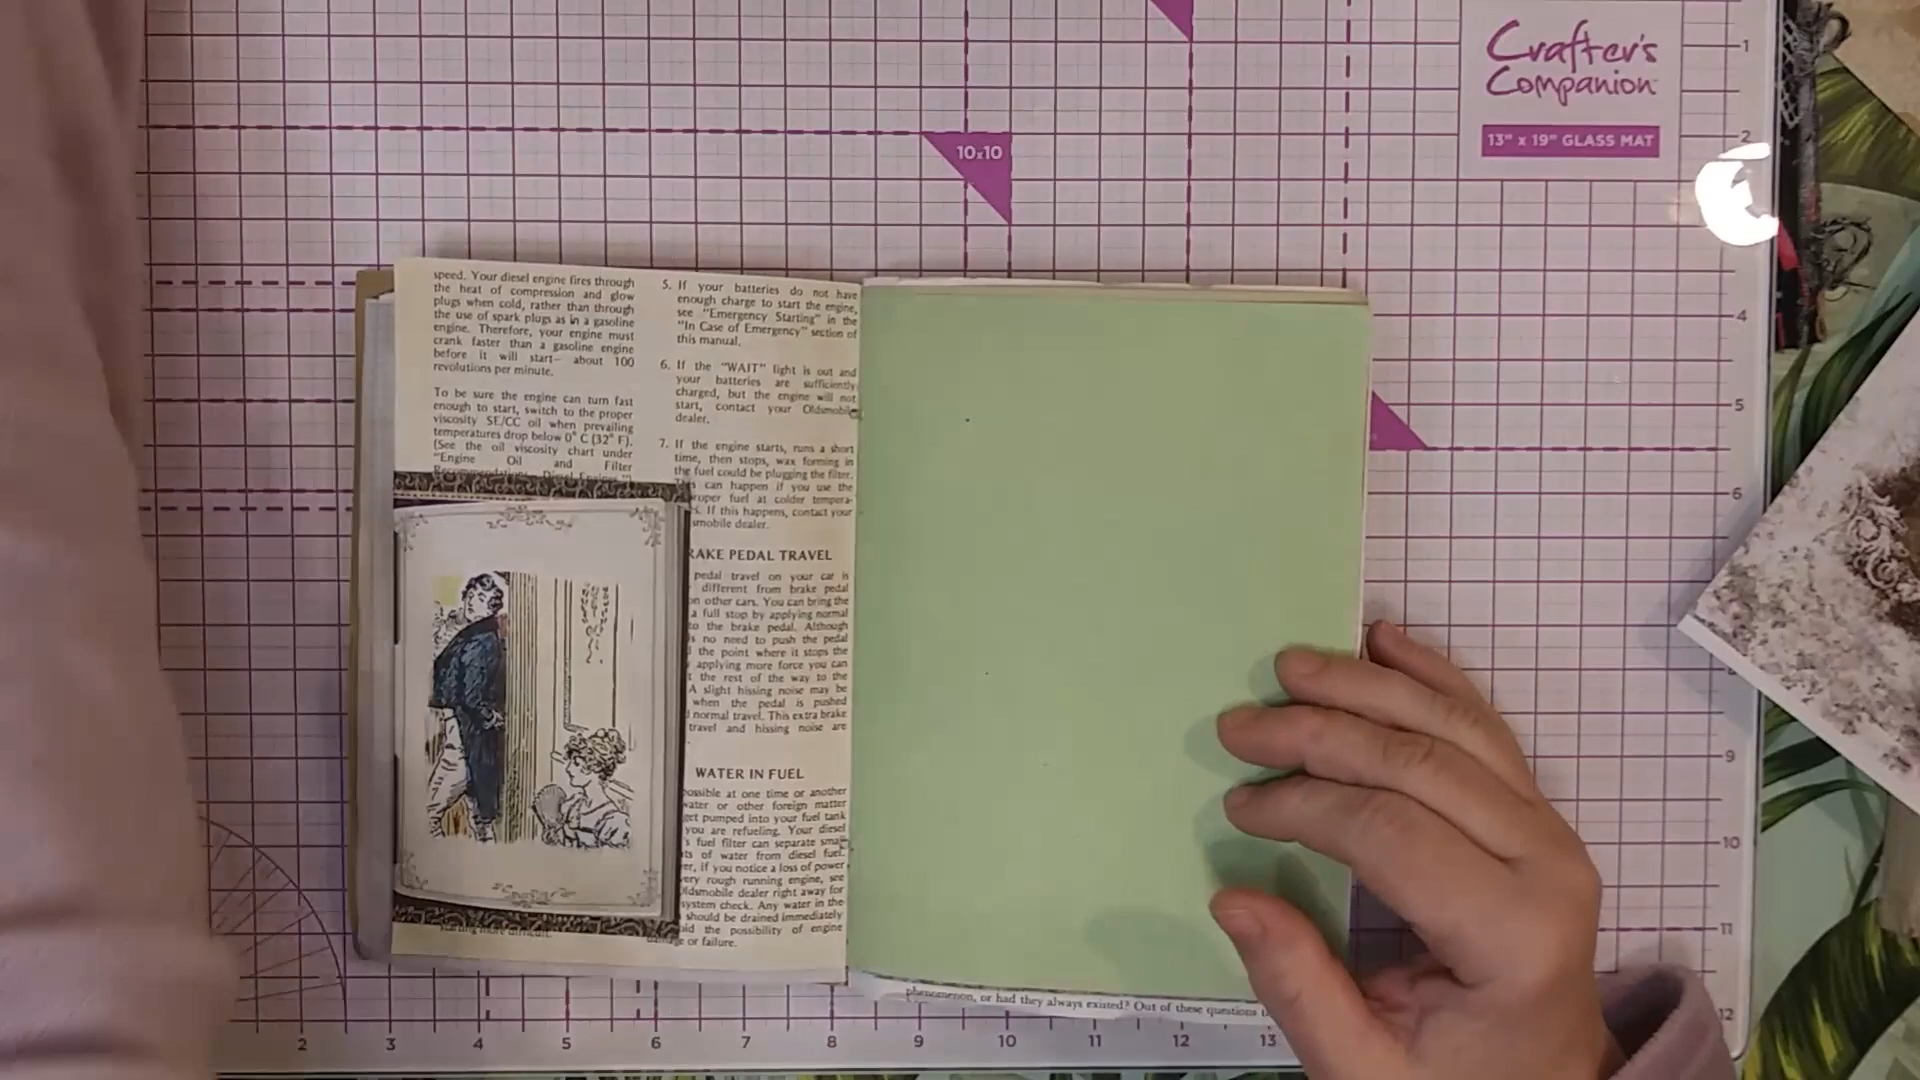 Crafter's
Companion
13" x 19" GLASS MAT
10x10
speed. Your diesel engine fires through
the heat of compression and glow
plugs when cold, rather than through
the use of spark plugs as in a gasoline
engine. Therefore, your engine must
crank faster than a gasoline engine
before it will start— about 100
revolutions per minute.
To be sure the engine can turn fast
enough to start, switch to the proper
viscosity SE/CC oil when prevailing
temperatures drop below 0° C (32° F).
(See the oil viscosity chart under
"Engine Oil and Filter
Recommendations
starting more difficult.
5. If your batteries do not have
enough charge to start the engine,
see "Emergency Starting" in the
"In Case of Emergency" section of
this manual.
6. If the "WAIT" light is out and
your batteries are sufficiently
charged, but the engine will not
start, contact your Oldsmobile
dealer.
7. If the engine starts, runs a short
time, then stops, wax forming in
the fuel could be plugging the filter.
can happen if you use the
roper fuel at colder tempera-
. If this happens, contact your
smobile dealer.
RAKE PEDAL TRAVEL
pedal travel on your car is
different from brake pedal
on other cars. You can bring the
a full stop by applying normal
to the brake pedal. Although
is no need to push the pedal
the point where it stops the
applying more force you can
t the rest of the way to the
A slight hissing noise may be
when the pedal is pushed
normal travel. This extra brake
travel and hissing noise are
WATER IN FUEL
ossible at one time or another
water or other foreign matter
get pumped into your fuel tank
you are refueling. Your diesel
's fuel filter can separate
ts of water from diesel fuel.
er, if you notice a loss of power
ery rough running engine, see
ldsmobile dealer right away for
system check. Any water in the
should be drained immediately
id the possibility of engine
or failure.
phenomenon, or had they always existed? Out of these questions
1
2
4
5
6
9
10
11
12
2
3
4
5
6
7
8
9
10
11
12
13